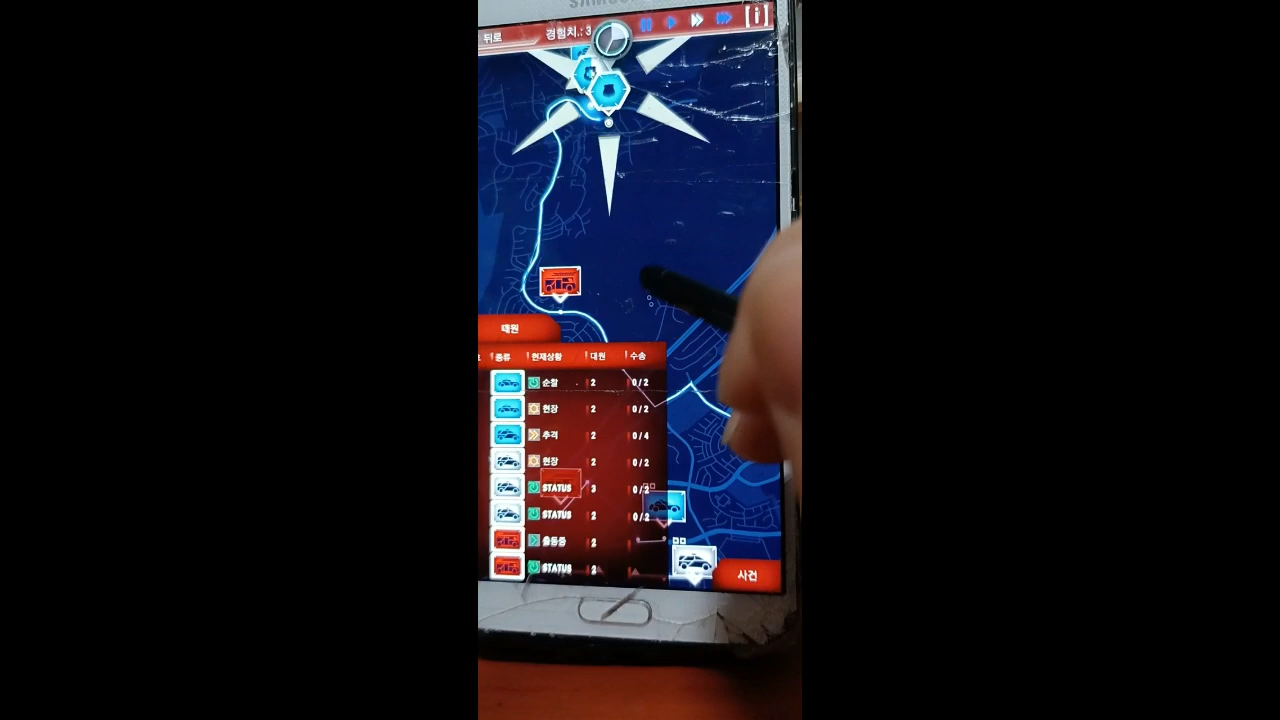 SAMSUNG
뒤로 경험치.: 3 [i]
대원
종류 현재상황 대원 수송
순찰 2 0/2
현장 2 0/2
추격 2 0/4
현장 2 0/2
STATUS 3 0/2
STATUS 2 0/2
출동중 2
STATUS 2
사건